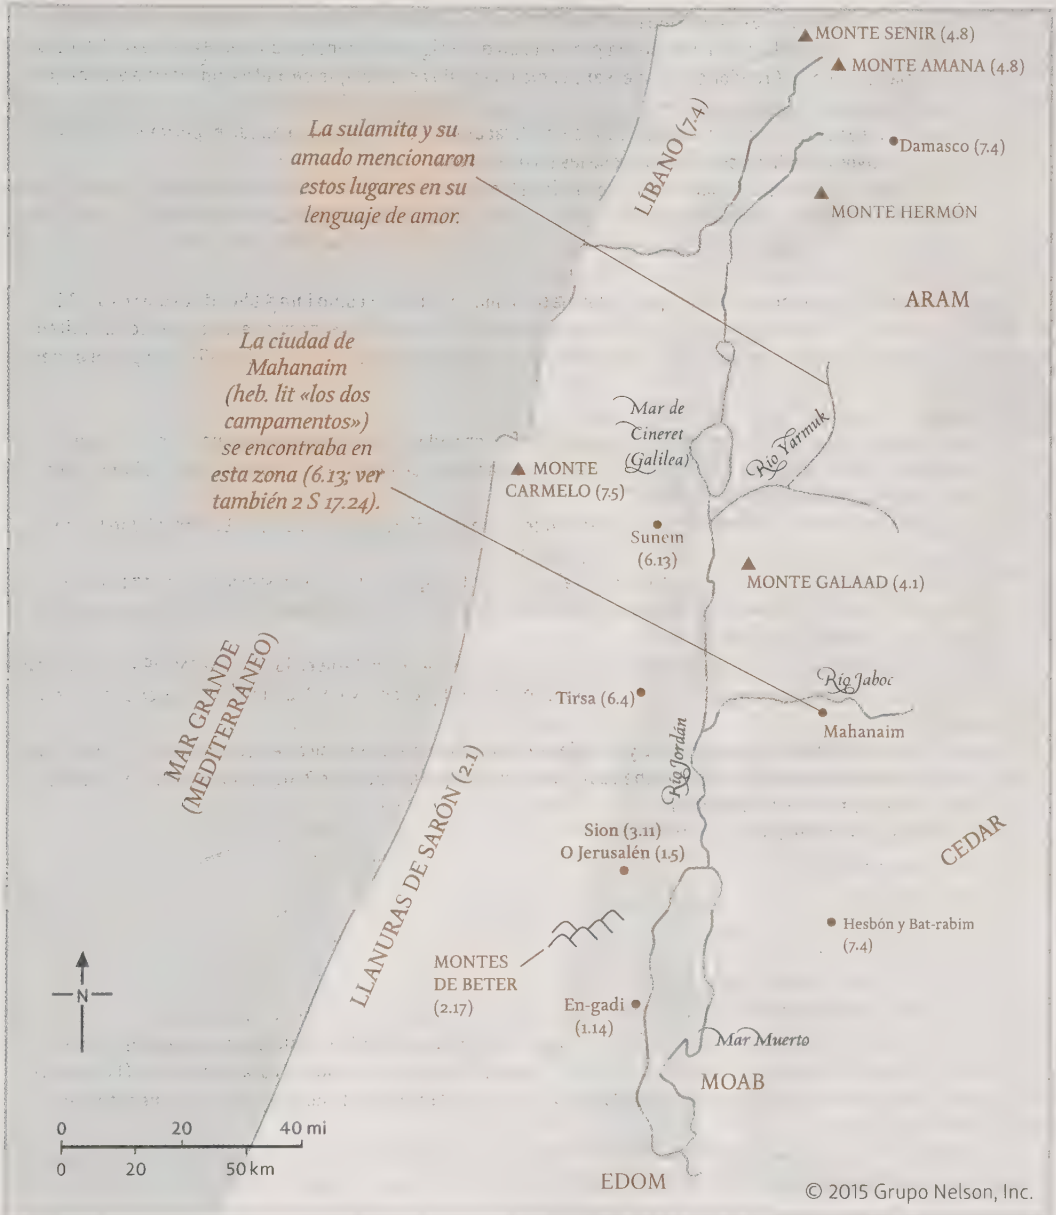 MONTE SENIR (4.8)
MONTE AMANA (4.8)
LÍBANO (7.4)
Damasco (7.4)
La sulamita y su
amado mencionaron
estos lugares en su
lenguaje de amor.
MONTE HERMÓN
ARAM
La ciudad de
Mahanaim
(heb. lit «los dos
campamentos»)
se encontraba en
esta zona (6.13; ver
también 2 S 17.24).
Mar de
Cineret
(Galilea)
Río Yarmuk
MONTE
CARMELO (7.5)
Sunem
(6.13)
MONTE GALAAD (4.1)
MAR GRANDE
(MEDITERRÁNEO)
Río Jaboc
Tirsa (6.4)
Mahanaim
Río Jordán
LLANURAS DE SARÓN (2.1)
Sion (3.11)
O Jerusalén (1.5)
CEDAR
Hesbón y Bat-rabim
(7.4)
MONTES
DE BETER
(2.17)
N
En-gadi
(1.14)
Mar Muerto
MOAB
0 20 40 mi
0 20 50 km
EDOM
© 2015 Grupo Nelson, Inc.